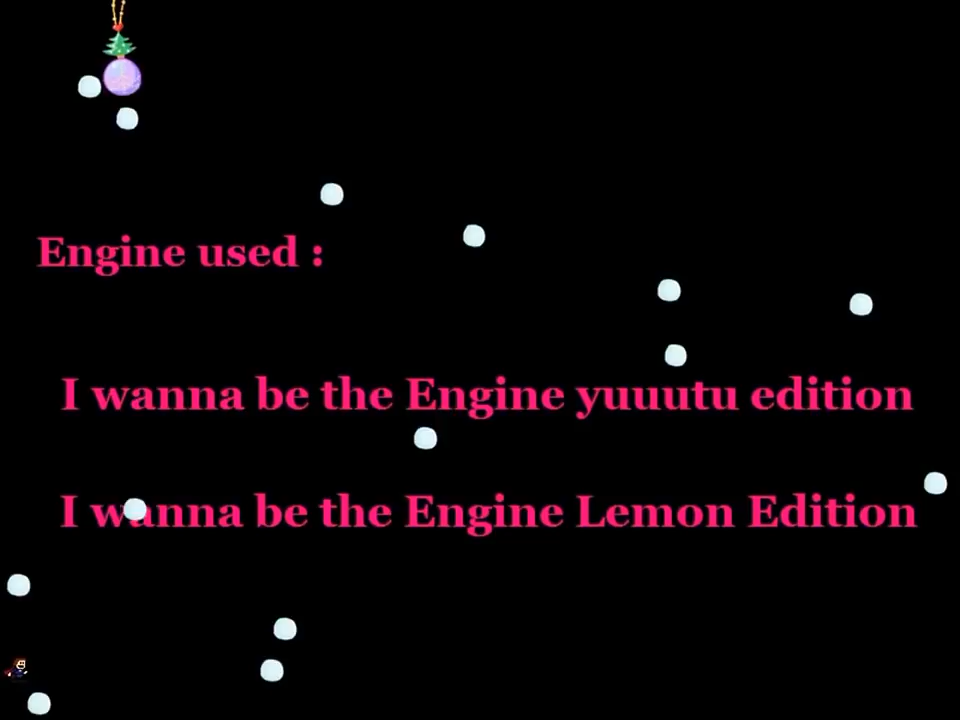 Engine used :
I wanna be the Engine yuuutu edition
I wanna be the Engine Lemon Edition